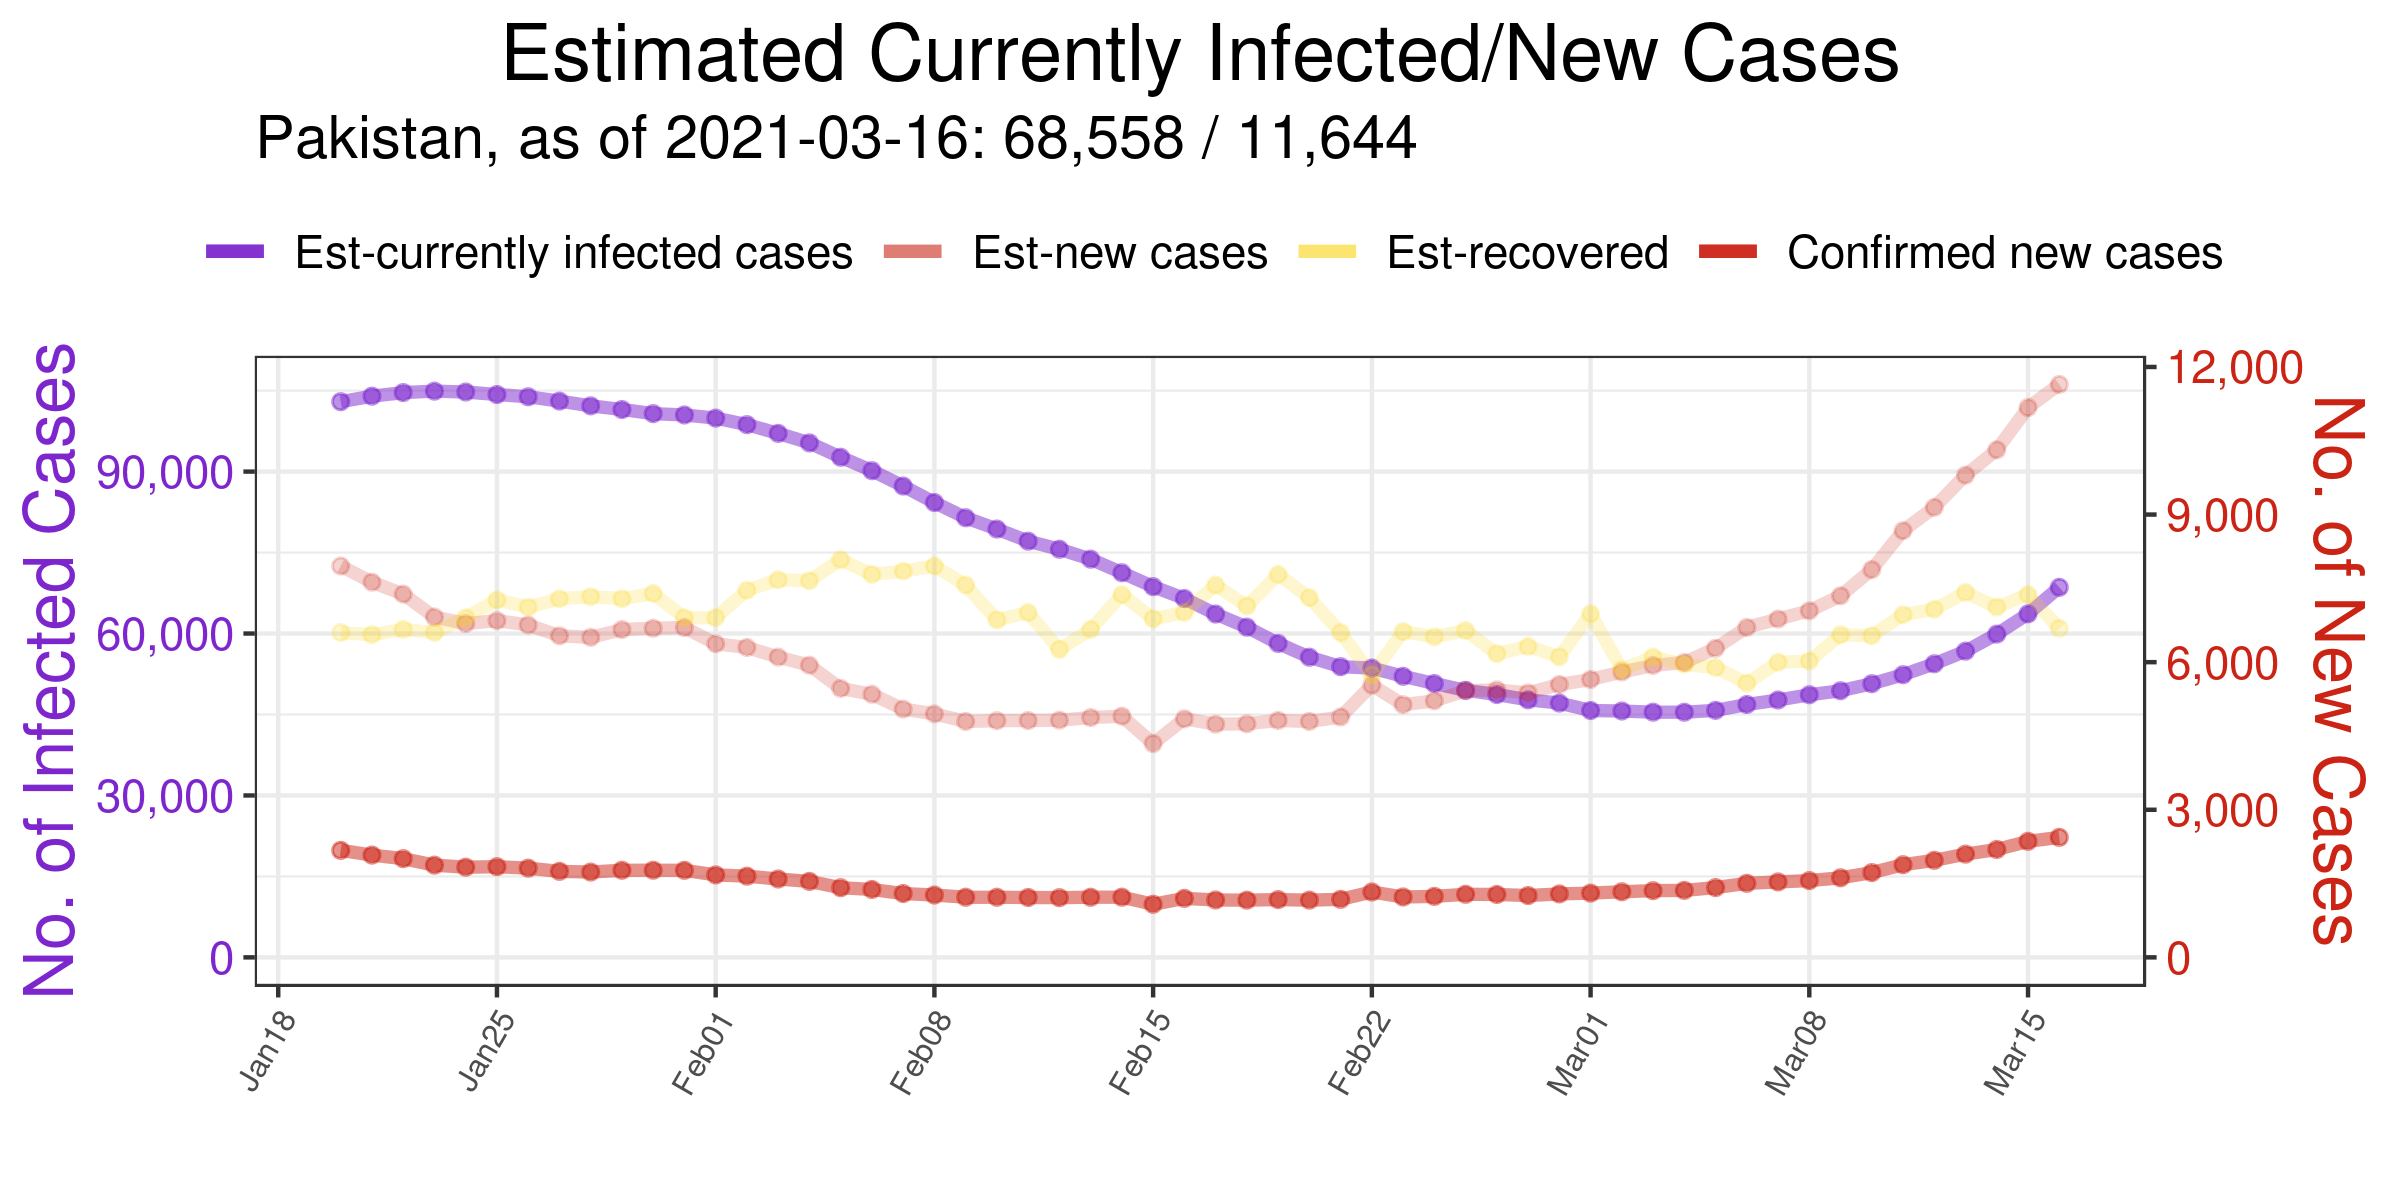 Estimated Currently Infected/New Cases
Pakistan, as of 2021-03-16: 68,558 / 11,644
Est-currently infected cases Est-new cases Est-recovered Confirmed new cases
No. of Infected Cases
90,000
60,000
30,000
0
12,000
9,000
6,000
3,000
0
No. of New Cases
Jan18 Jan25 Feb01 Feb08 Feb15 Feb22 Mar01 Mar08 Mar15